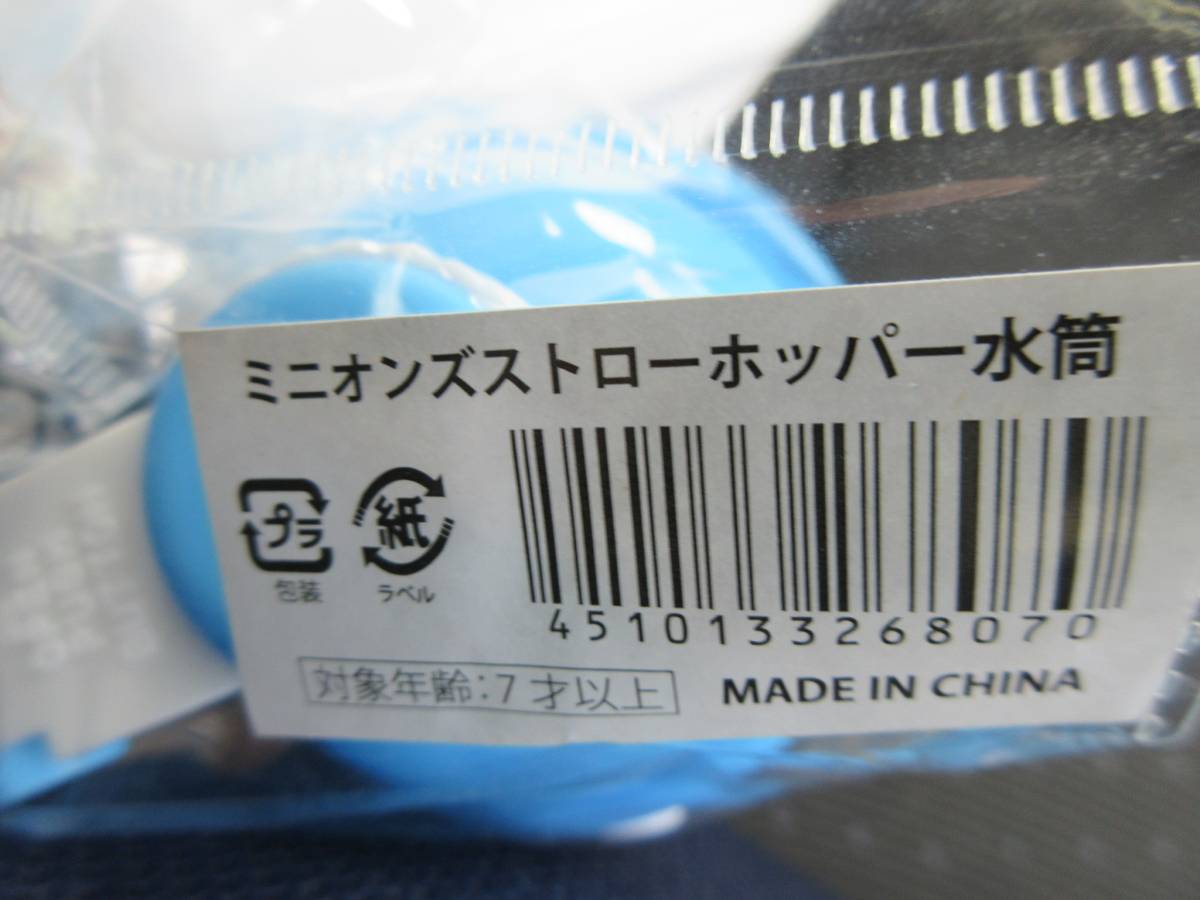 ミニオンズストローホッパー水筒
プラ 紙
包装 ラベル
4510133268070
対象年齢:7才以上
MADE IN CHINA